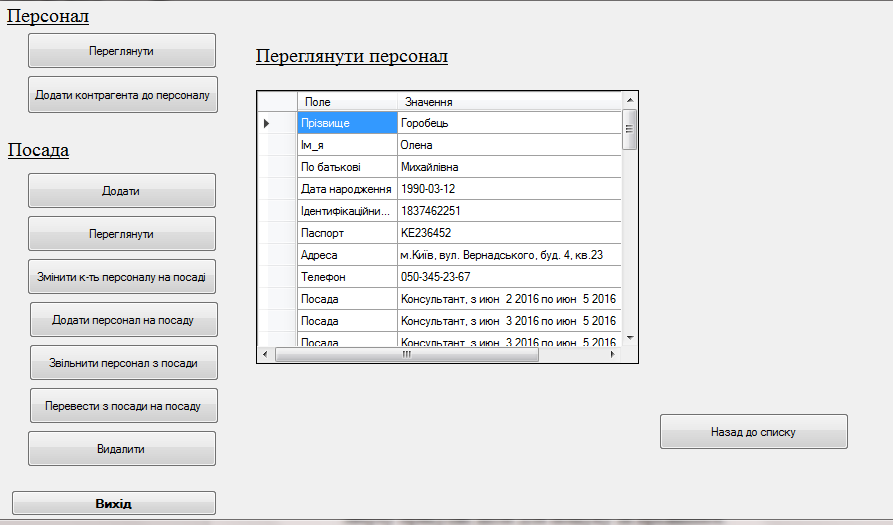 Персонал
Переглянути
Додати контрагента до персоналу
Посада
Додати
Переглянути
Змінити к-ть персоналу на посаді
Додати персонал на посаду
Звільнити персонал з посади
Перевести з посади на посаду
Видалити
Вихід
Переглянути персонал
Поле Значення
Прізвище Горобець
Ім_я Олена
По батькові Михайлівна
Дата народження 1990-03-12
Ідентифікаційни... 1837462251
Паспорт КЕ236452
Адреса м.Київ, вул. Вернадського, буд. 4, кв.23
Телефон 050-345-23-67
Посада Консультант, з июн  2 2016 по июн  5 2016
Посада Консультант, з июн  3 2016 по июн  5 2016
Посада Консультант, з июн  3 2016 по июн  5 2016
Назад до списку